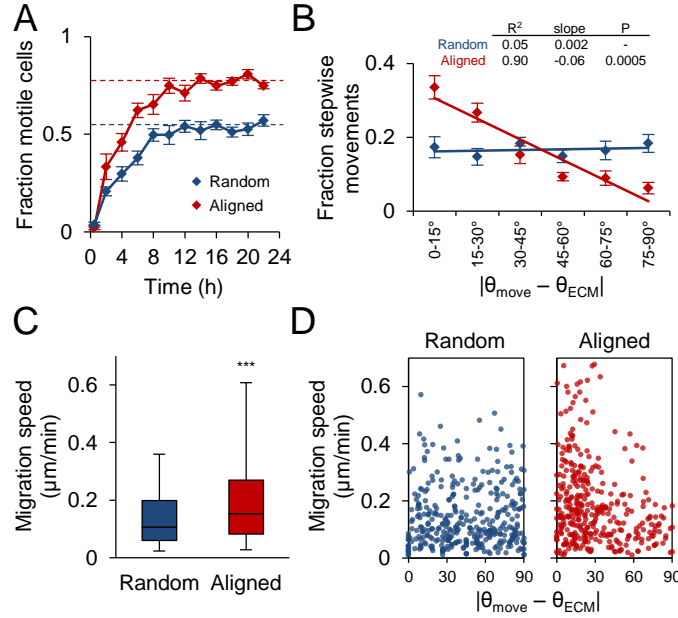 A
Fraction motile cells
1
0.5
0
0 4 8 12 16 20 24
Time (h)
Random
Aligned
B
R² slope P
Random 0.05 0.002 -
Aligned 0.90 -0.06 0.0005
Fraction stepwise
movements
0.4
0.2
0
0-15°
15-30°
30-45°
45-60°
60-75°
75-90°
|θmove − θECM|
C
Migration speed
(μm/min)
0.6
0.4
0.2
0
***
Random Aligned
D
Random Aligned
Migration speed
(μm/min)
0.6
0.4
0.2
0
0 30 60 90 0 30 60 90
|θmove − θECM|